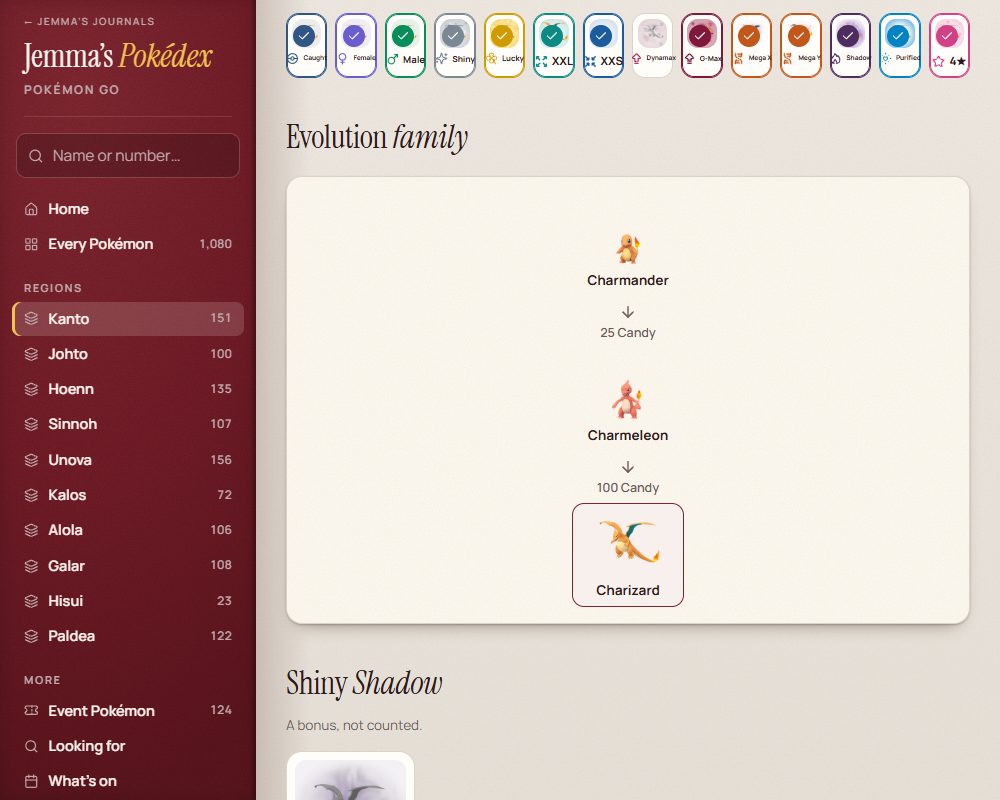 ← JEMMA'S JOURNALS
Jemma's Pokédex
POKÉMON GO
Name or number...
Home
Every Pokémon 1,080
REGIONS
Kanto 151
Johto 100
Hoenn 135
Sinnoh 107
Unova 156
Kalos 72
Alola 106
Galar 108
Hisui 23
Paldea 122
MORE
Event Pokémon 124
Looking for
What's on
Caught
Female
Male
Shiny
Lucky
XXL
XXS
Dynamax
G-Max
Mega X
Mega Y
Shadow
Purified
4★
Evolution family
Charmander
↓
25 Candy
Charmeleon
↓
100 Candy
Charizard
Shiny Shadow
A bonus, not counted.